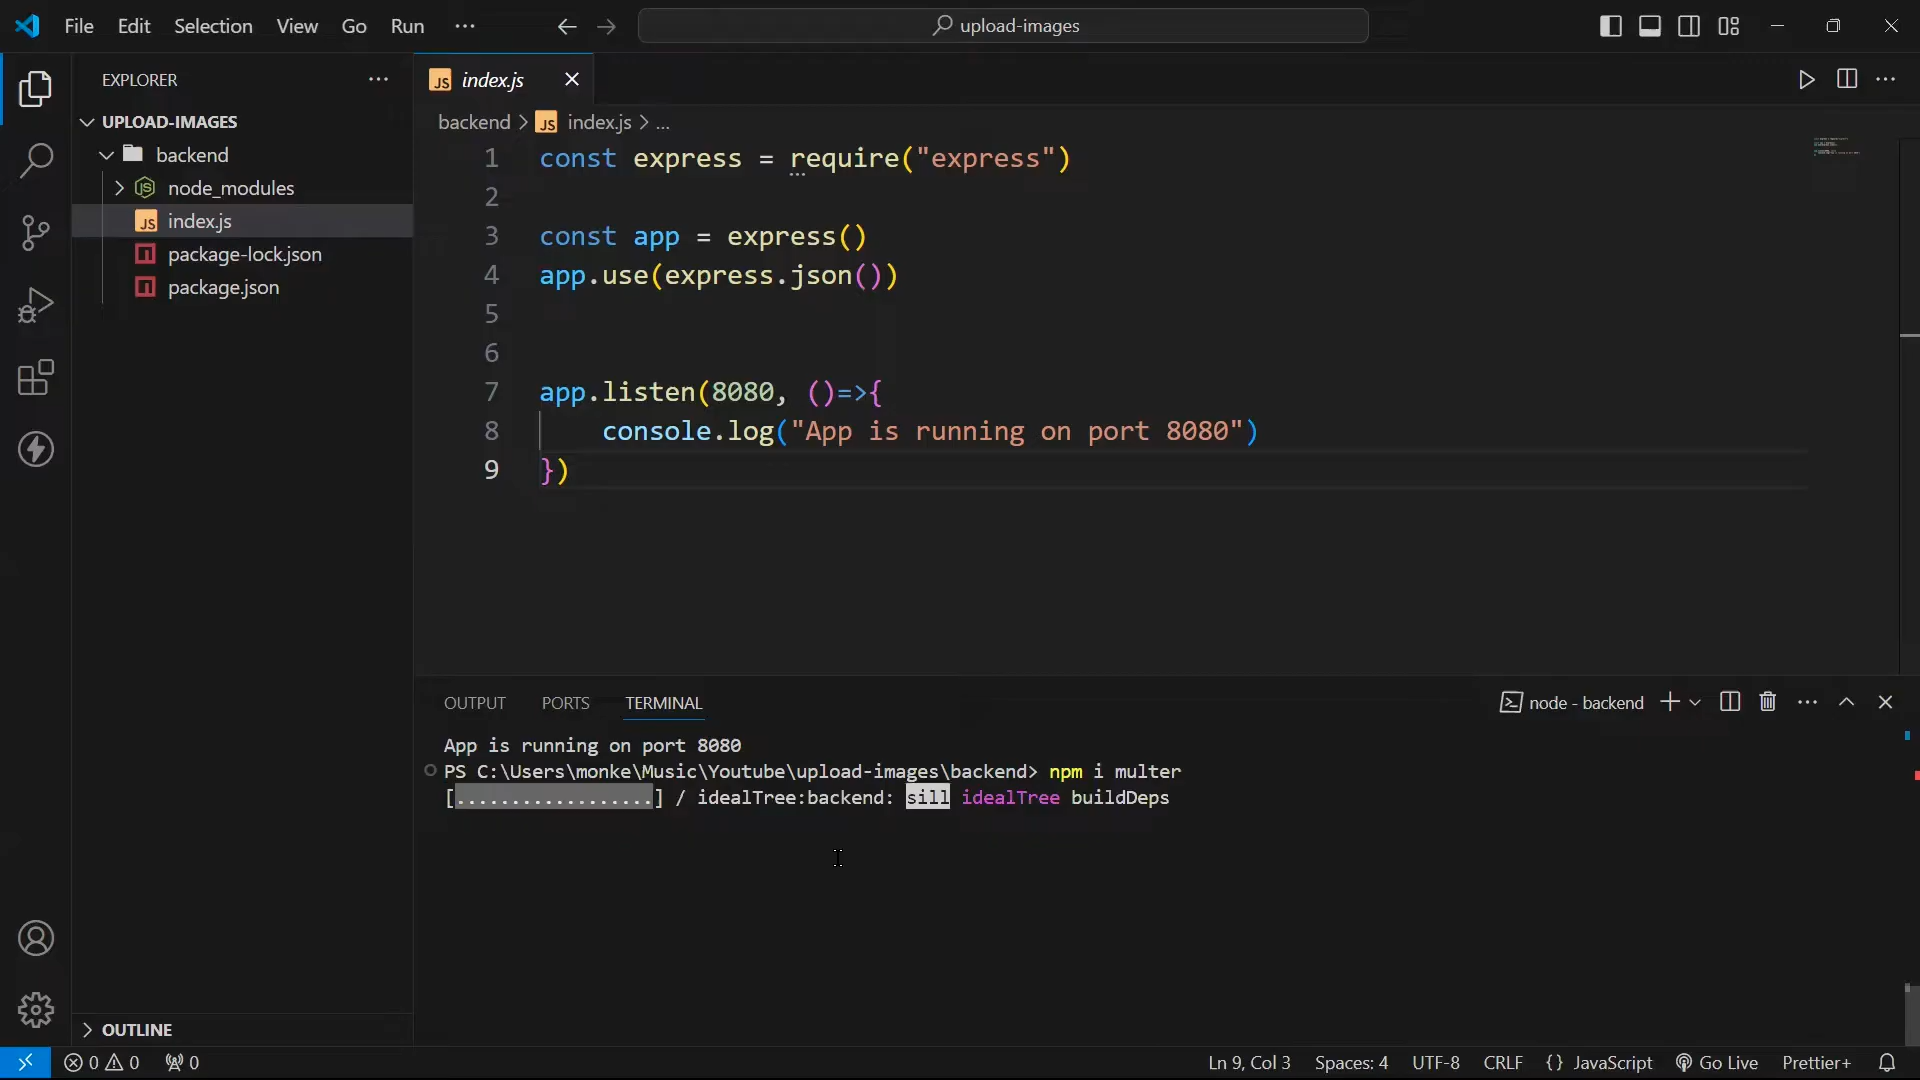 File Edit Selection View Go Run ...
upload-images
EXPLORER ...
UPLOAD-IMAGES
backend
node_modules
JS index.js
package-lock.json
package.json
OUTLINE
JS index.js
backend > JS index.js > ...
1 const express = require("express")
2
3 const app = express()
4 app.use(express.json())
5
6
7 app.listen(8080, ()=>{
8 console.log("App is running on port 8080")
9 })
OUTPUT PORTS TERMINAL
node - backend
App is running on port 8080
PS C:\Users\monke\Music\Youtube\upload-images\backend> npm i multer
[..................] / idealTree:backend: sill idealTree buildDeps
0 0 0
Ln 9, Col 3 Spaces: 4 UTF-8 CRLF {} JavaScript Go Live Prettier+